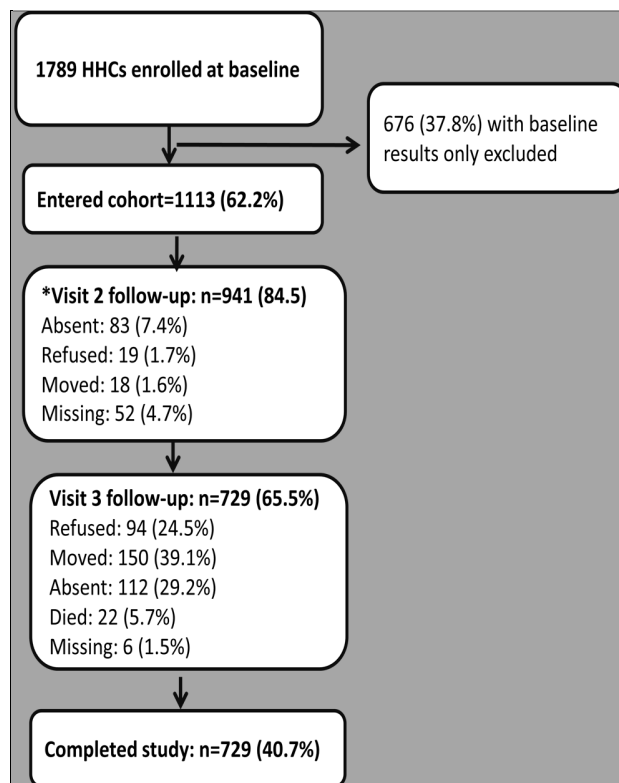 1789 HHCs enrolled at baseline
676 (37.8%) with baseline
results only excluded
Entered cohort=1113 (62.2%)
*Visit 2 follow-up: n=941 (84.5)
Absent: 83 (7.4%)
Refused: 19 (1.7%)
Moved: 18 (1.6%)
Missing: 52 (4.7%)
Visit 3 follow-up: n=729 (65.5%)
Refused: 94 (24.5%)
Moved: 150 (39.1%)
Absent: 112 (29.2%)
Died: 22 (5.7%)
Missing: 6 (1.5%)
Completed study: n=729 (40.7%)